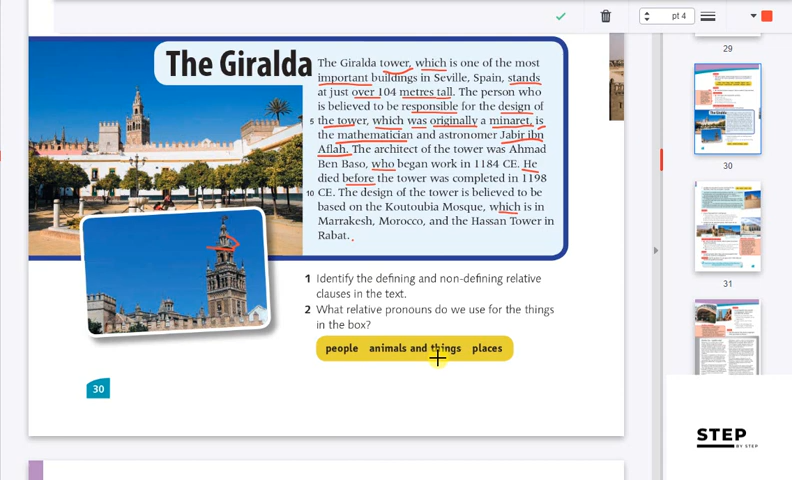 pt 4
The Giralda
The Giralda tower, which is one of the most
important buildings in Seville, Spain, stands
at just over 104 metres tall. The person who
is believed to be responsible for the design of
5 the tower, which was originally a minaret, is
the mathematician and astronomer Jabir ibn
Aflah. The architect of the tower was Ahmad
Ben Baso, who began work in 1184 CE. He
died before the tower was completed in 1198
10 CE. The design of the tower is believed to be
based on the Koutoubia Mosque, which is in
Marrakesh, Morocco, and the Hassan Tower in
Rabat.
1 Identify the defining and non-defining relative
clauses in the text.
2 What relative pronouns do we use for the things
in the box?
people animals and things places
30
29
30
31
STEP
BY STEP